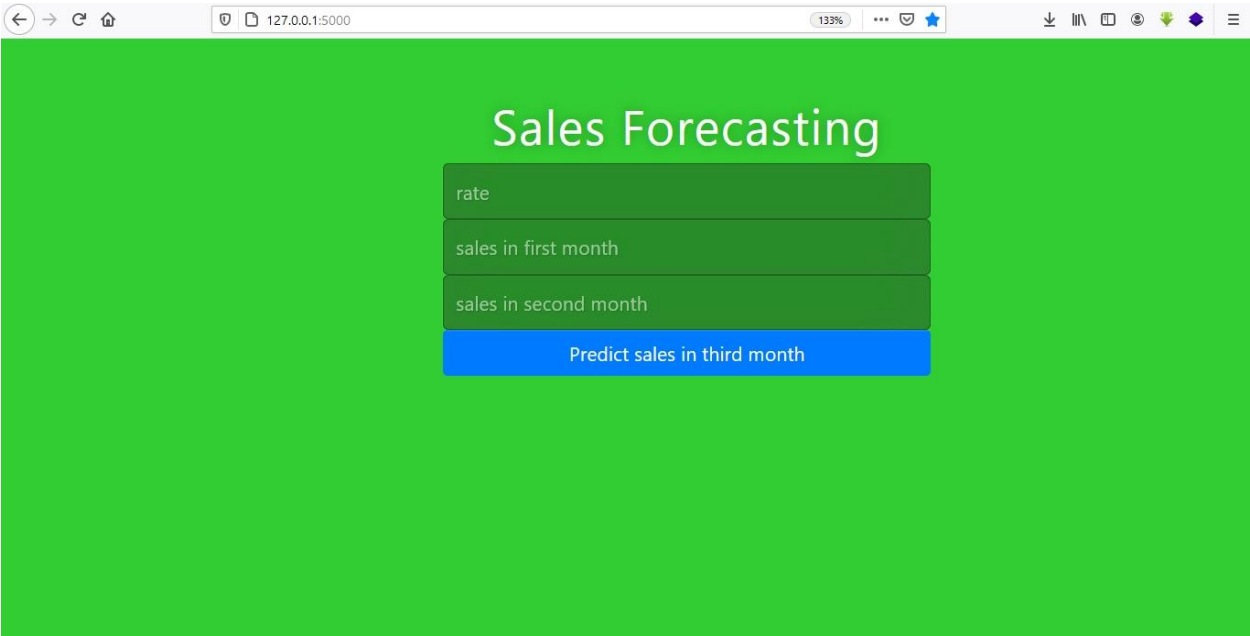 127.0.0.1:5000
133%
Sales Forecasting
rate
sales in first month
sales in second month
Predict sales in third month